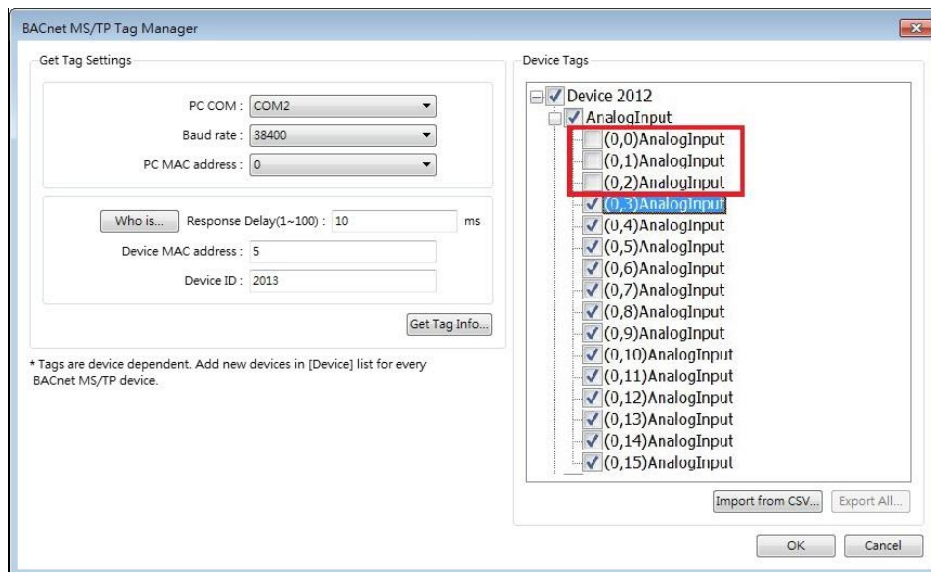 BACnet MS/TP Tag Manager
Get Tag Settings
PC COM : COM2
Baud rate : 38400
PC MAC address : 0
Who is... Response Delay(1~100) : 10 ms
Device MAC address : 5
Device ID : 2013
Get Tag Info...
* Tags are device dependent. Add new devices in [Device] list for every
BACnet MS/TP device.
Device Tags
Device 2012
AnalogInput
(0,0)AnalogInput
(0,1)AnalogInput
(0,2)AnalogInput
(0,3)AnalogInput
(0,4)AnalogInput
(0,5)AnalogInput
(0,6)AnalogInput
(0,7)AnalogInput
(0,8)AnalogInput
(0,9)AnalogInput
(0,10)AnalogInput
(0,11)AnalogInput
(0,12)AnalogInput
(0,13)AnalogInput
(0,14)AnalogInput
(0,15)AnalogInput
Import from CSV... Export All...
OK Cancel